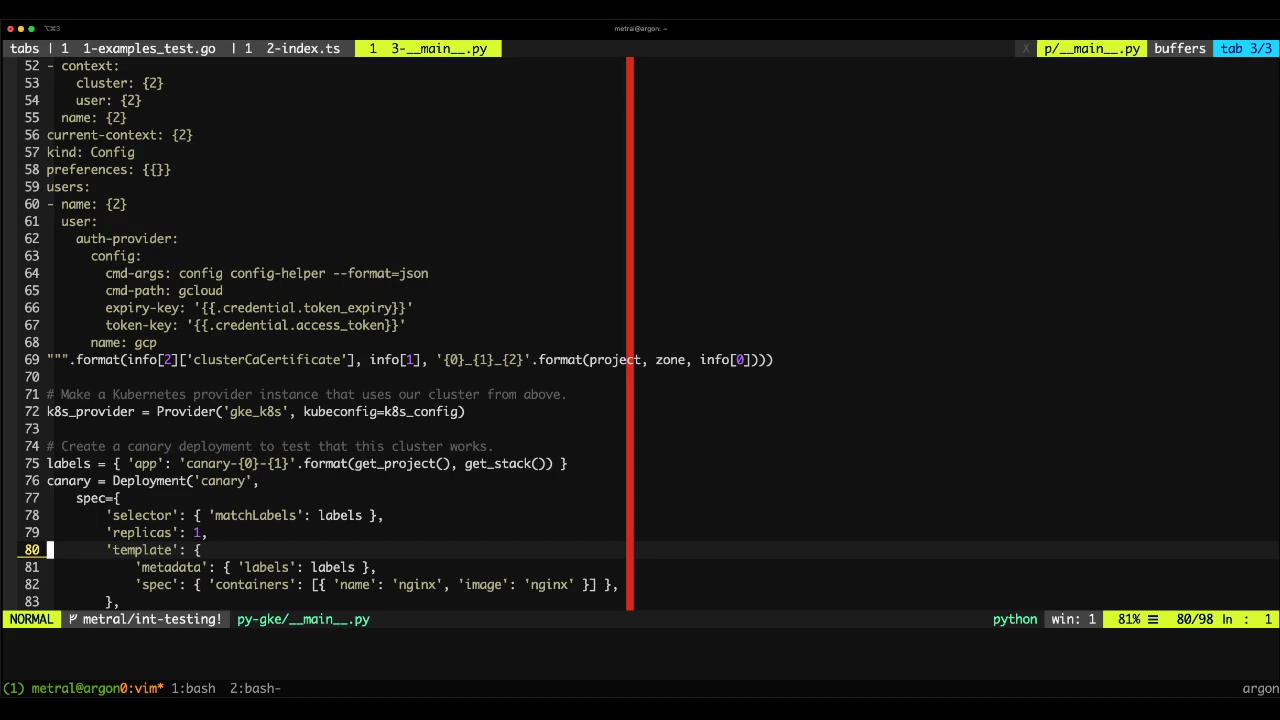 ⌥⌘3 metral@argon: ~
tabs | 1 1-examples_test.go | 1 2-index.ts 1 3-__main__.py X p/__main__.py buffers tab 3/3
52 - context:
53     cluster: {2}
54     user: {2}
55   name: {2}
56 current-context: {2}
57 kind: Config
58 preferences: {{}}
59 users:
60 - name: {2}
61   user:
62     auth-provider:
63       config:
64         cmd-args: config config-helper --format=json
65         cmd-path: gcloud
66         expiry-key: '{{.credential.token_expiry}}'
67         token-key: '{{.credential.access_token}}'
68       name: gcp
69 """.format(info[2]['clusterCaCertificate'], info[1], '{0}_{1}_{2}'.format(project, zone, info[0])))
70
71 # Make a Kubernetes provider instance that uses our cluster from above.
72 k8s_provider = Provider('gke_k8s', kubeconfig=k8s_config)
73
74 # Create a canary deployment to test that this cluster works.
75 labels = { 'app': 'canary-{0}-{1}'.format(get_project(), get_stack()) }
76 canary = Deployment('canary',
77     spec={
78         'selector': { 'matchLabels': labels },
79         'replicas': 1,
80         'template': {
81             'metadata': { 'labels': labels },
82             'spec': { 'containers': [{ 'name': 'nginx', 'image': 'nginx' }] },
83         },
NORMAL metral/int-testing! py-gke/__main__.py python win: 1 81% ☰ 80/98 ln : 1
(1) metral@argon0:vim* 1:bash 2:bash- argon